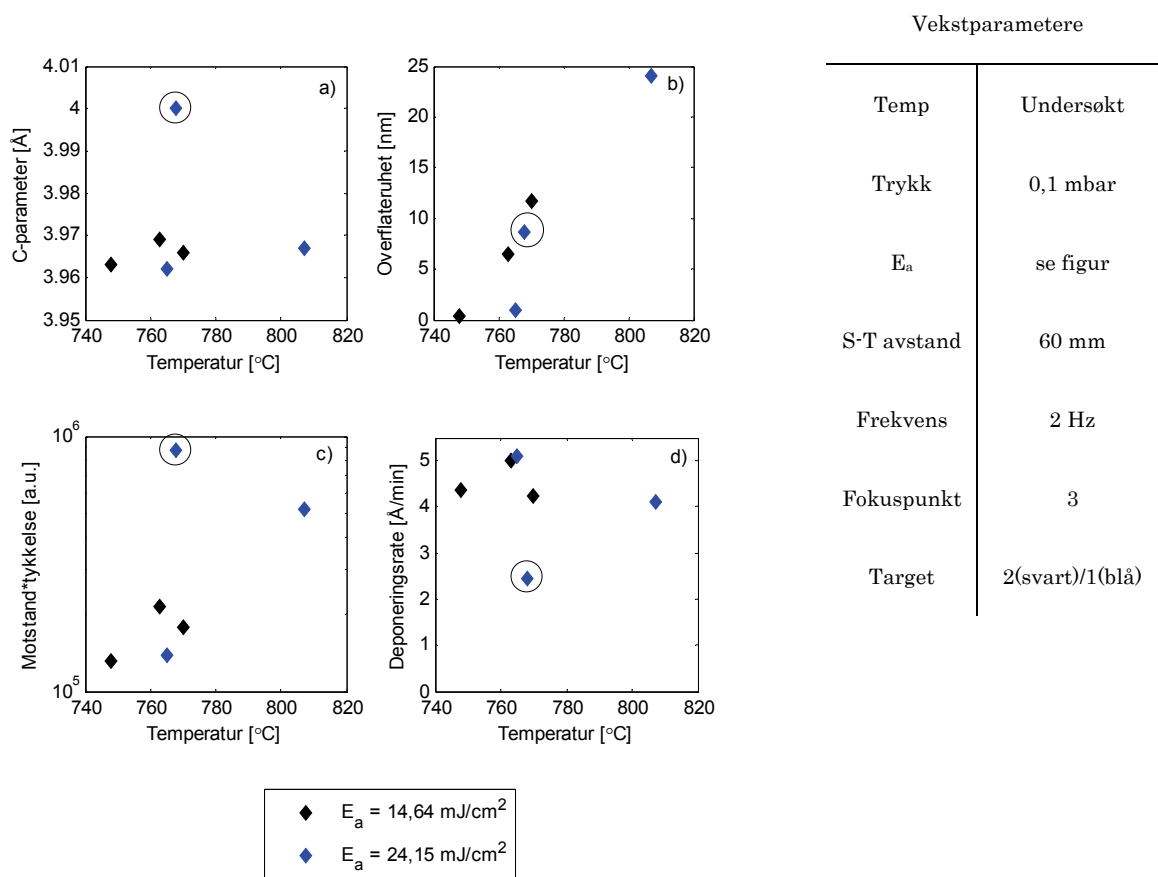 Vekstparametere
Temp Undersøkt
Trykk 0,1 mbar
Eₐ se figur
S-T avstand 60 mm
Frekvens 2 Hz
Fokuspunkt 3
Target 2(svart)/1(blå)
a)
C-parameter [Å]
4.01
4
3.99
3.98
3.97
3.96
3.95
740 760 780 800 820
Temperatur [°C]
b)
Overflateruhet [nm]
25
20
15
10
5
0
740 760 780 800 820
Temperatur [°C]
c)
Motstand*tykkelse [a.u.]
10⁶
10⁵
740 760 780 800 820
Temperatur [°C]
d)
Deponeringsrate [Å/min]
5
4
3
2
1
0
740 760 780 800 820
Temperatur [°C]
Eₐ = 14,64 mJ/cm²
Eₐ = 24,15 mJ/cm²